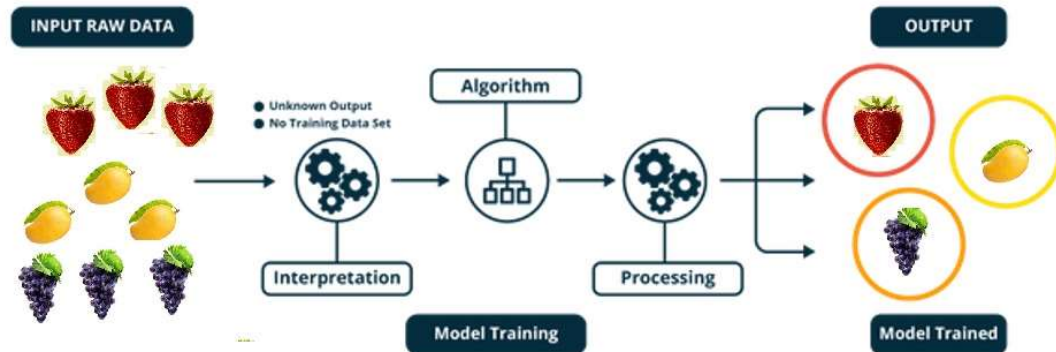 INPUT RAW DATA
OUTPUT
Algorithm
● Unknown Output
● No Training Data Set
Interpretation
Processing
Model Training
Model Trained